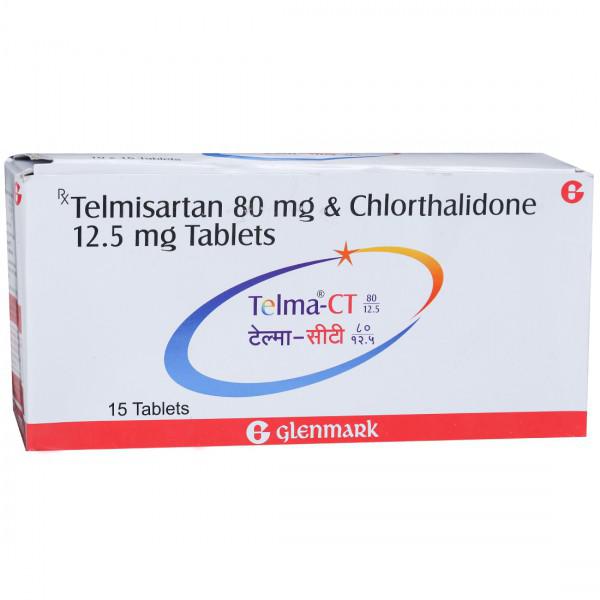 10 x 15 Tablets
Rx Telmisartan 80 mg & Chlorthalidone
12.5 mg Tablets
Telma®-CT 80/12.5
टेल्मा-सीटी ८०/१२.५
15 Tablets
glenmark